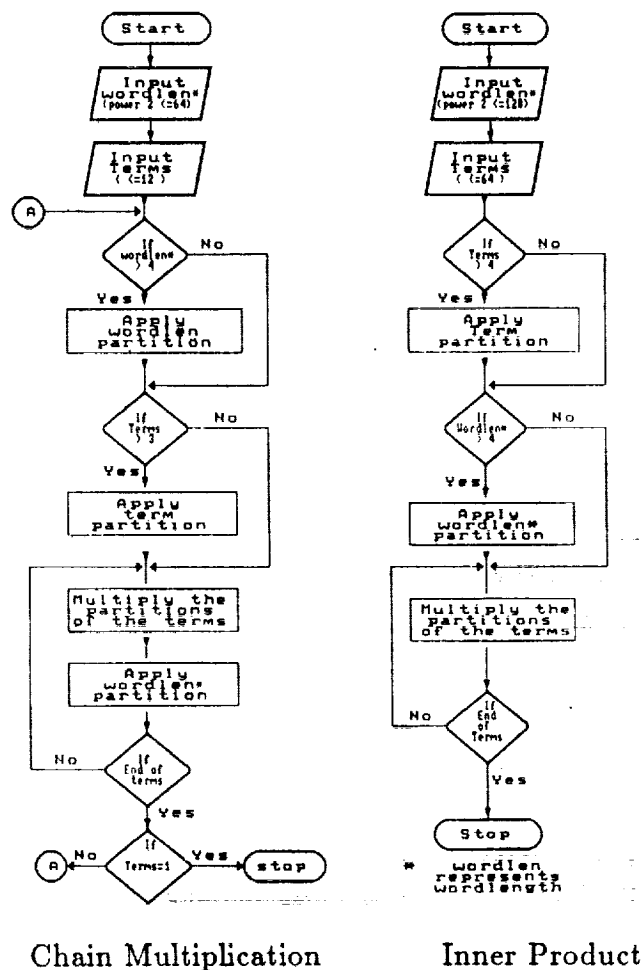 Start
Input
wordlen*
(power 2 (=64)
Input
Terms
( (=12 )
A
If
wordlen*
) 4
No
Yes
Apply
wordlen
partition
If
Terms
) 3
No
Yes
Apply
term
partition
Multiply the
partitions
of the terms
Apply
wordlen*
partition
If
End of
terms
No
Yes
If
Terms=1
No
A
Yes
stop
Chain Multiplication
Start
Input
wordlen*
(power 2 (=128)
Input
Terms
( (=64)
If
Terms
) 4
No
Yes
Apply
Term
partition
If
Wordlen*
) 4
No
Yes
Apply
wordlen*
partition
Multiply the
partitions
of the terms
If
End
of
Terms
No
Yes
Stop
* wordlen
represents
wordlength
Inner Product